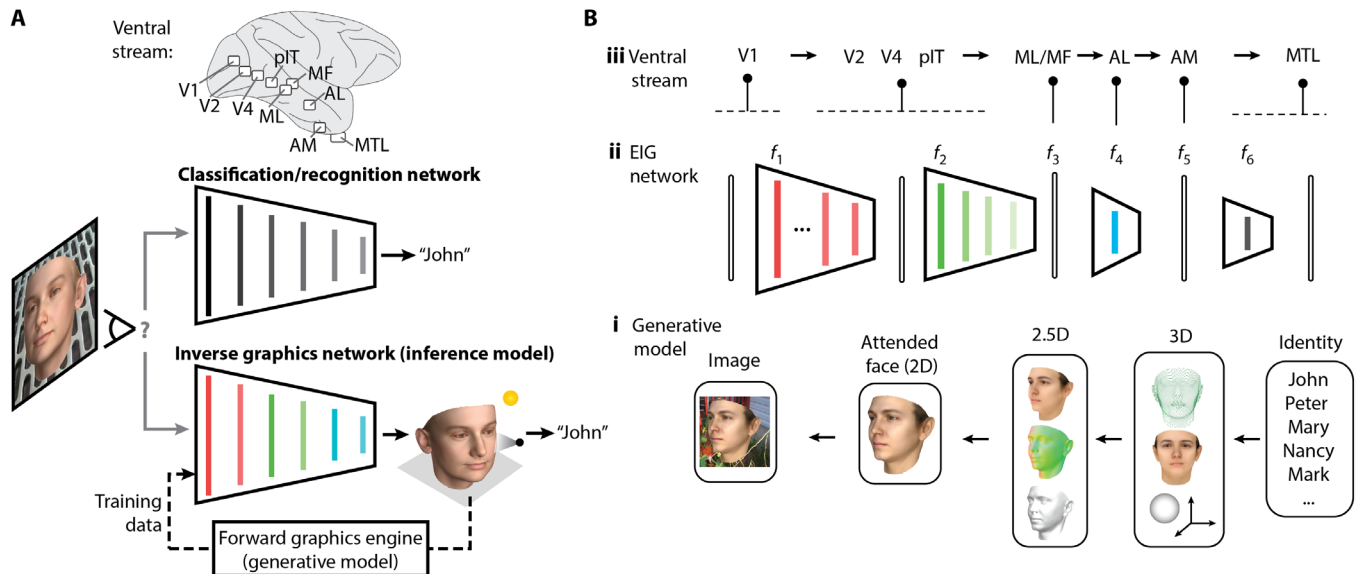 A
Ventral
stream:
pIT
MF
V1
V2
V4
ML
AL
AM
MTL
Classification/recognition network
"John"
?
Inverse graphics network (inference model)
"John"
Training
data
Forward graphics engine
(generative model)
B
iii Ventral
stream
V1 V2 V4 pIT ML/MF AL AM MTL
ii EIG
network
f1 f2 f3 f4 f5 f6
...
i Generative
model
Image
Attended
face (2D)
2.5D
3D
Identity
John
Peter
Mary
Nancy
Mark
...